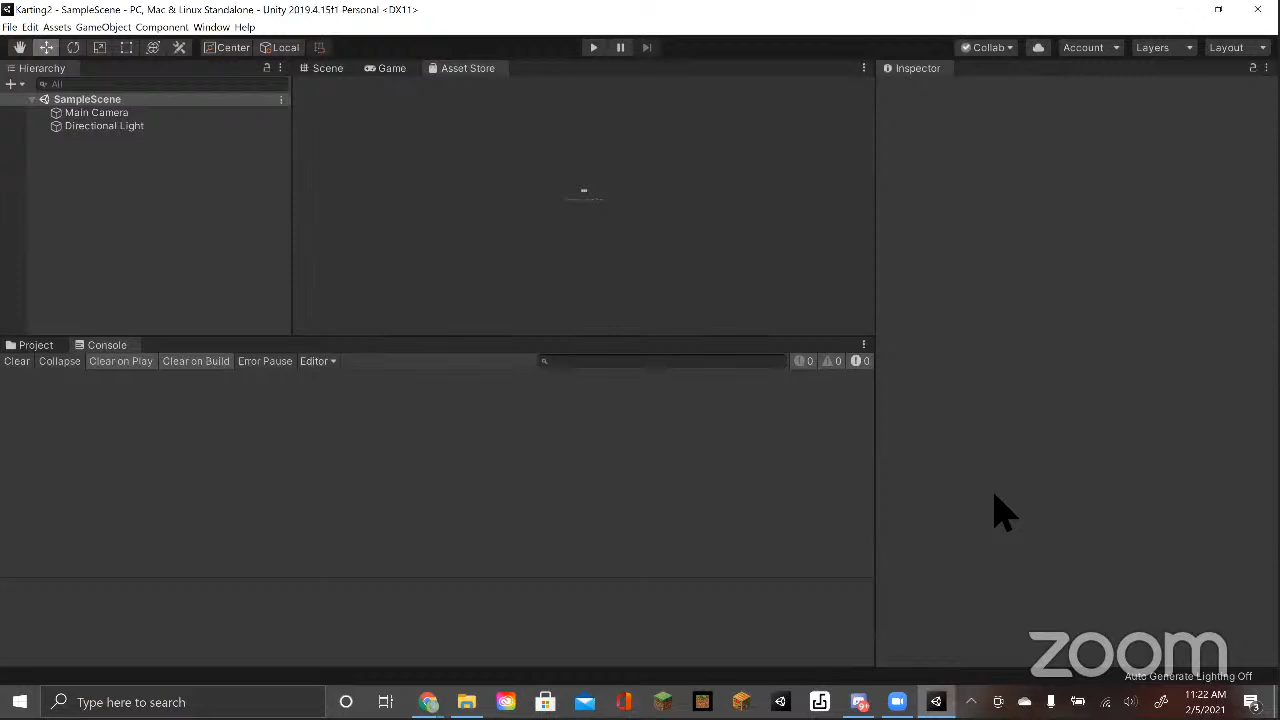 Karting2 - SampleScene - PC, Mac & Linux Standalone - Unity 2019.4.15f1 Personal <DX11>
File Edit Assets GameObject Component Window Help
Center Local Collab Account Layers Layout
Hierarchy Scene Game Asset Store Inspector
All
SampleScene
Main Camera
Directional Light
Project Console
Clear Collapse Clear on Play Clear on Build Error Pause Editor 0 0 0
zoom
Auto Generate Lighting Off
Type here to search
11:22 AM
2/5/2021
3